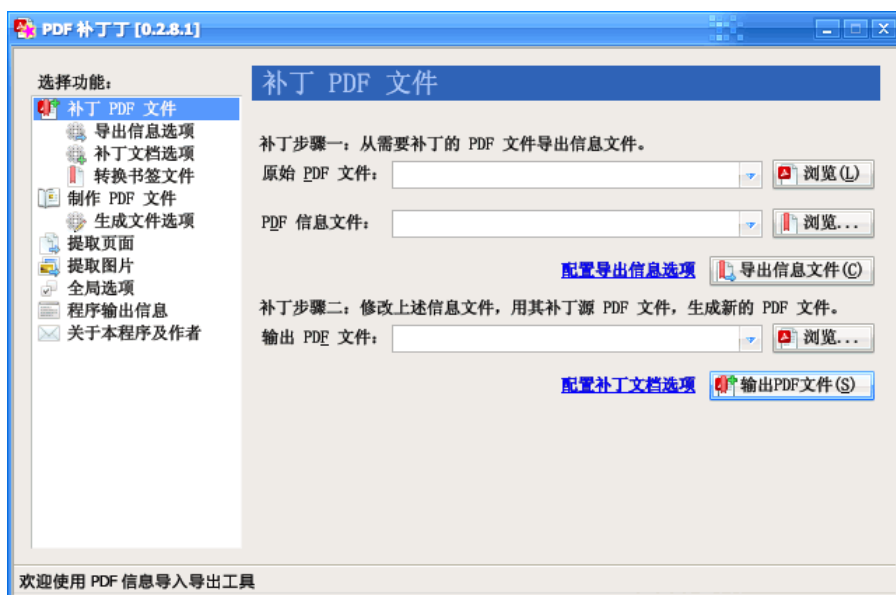 PDF 补丁丁 [0.2.8.1]
选择功能：
补丁 PDF 文件
导出信息选项
补丁文档选项
转换书签文件
制作 PDF 文件
生成文件选项
提取页面
提取图片
全局选项
程序输出信息
关于本程序及作者
补丁 PDF 文件
补丁步骤一：从需要补丁的 PDF 文件导出信息文件。
原始 PDF 文件： 浏览(L)
PDF 信息文件： 浏览...
配置导出信息选项 导出信息文件(C)
补丁步骤二：修改上述信息文件，用其补丁源 PDF 文件，生成新的 PDF 文件。
输出 PDF 文件： 浏览...
配置补丁文档选项 输出PDF文件(S)
欢迎使用 PDF 信息导入导出工具